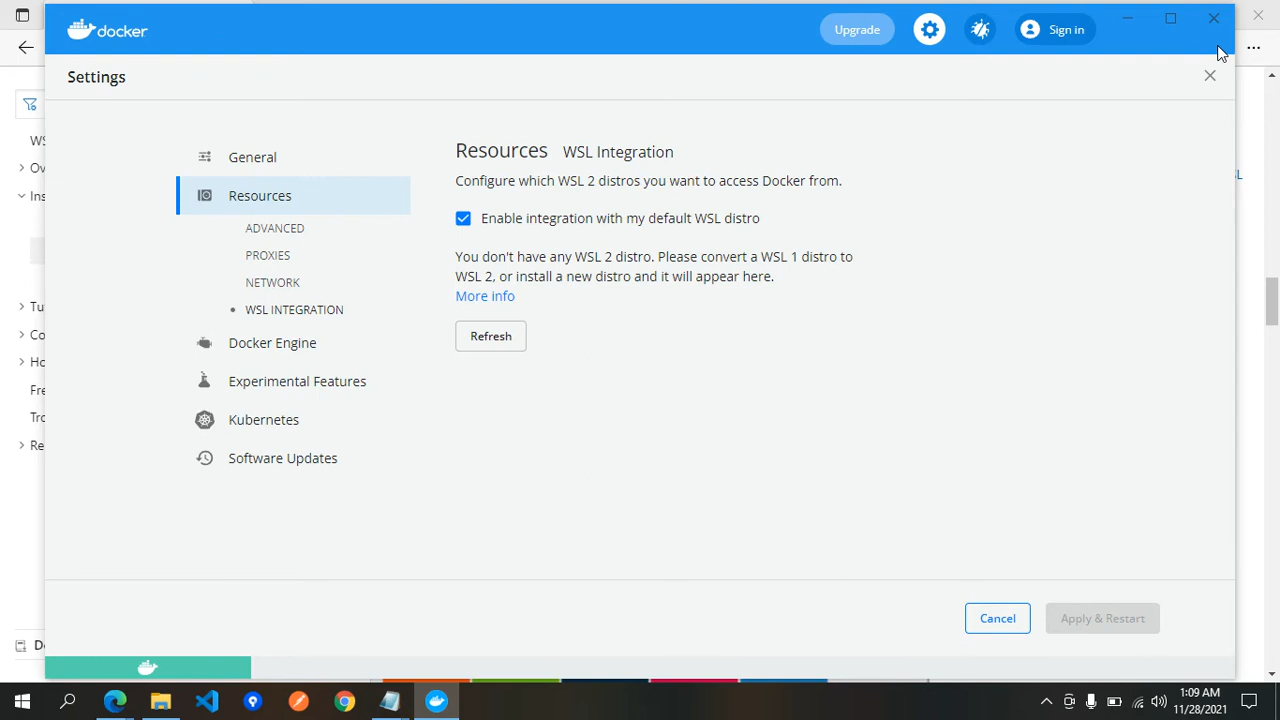 docker
Upgrade
Sign in
Settings
General
Resources
ADVANCED
PROXIES
NETWORK
WSL INTEGRATION
Docker Engine
Experimental Features
Kubernetes
Software Updates
Resources WSL Integration
Configure which WSL 2 distros you want to access Docker from.
Enable integration with my default WSL distro
You don't have any WSL 2 distro. Please convert a WSL 1 distro to
WSL 2, or install a new distro and it will appear here.
More info
Refresh
Cancel
Apply & Restart
1:09 AM
11/28/2021